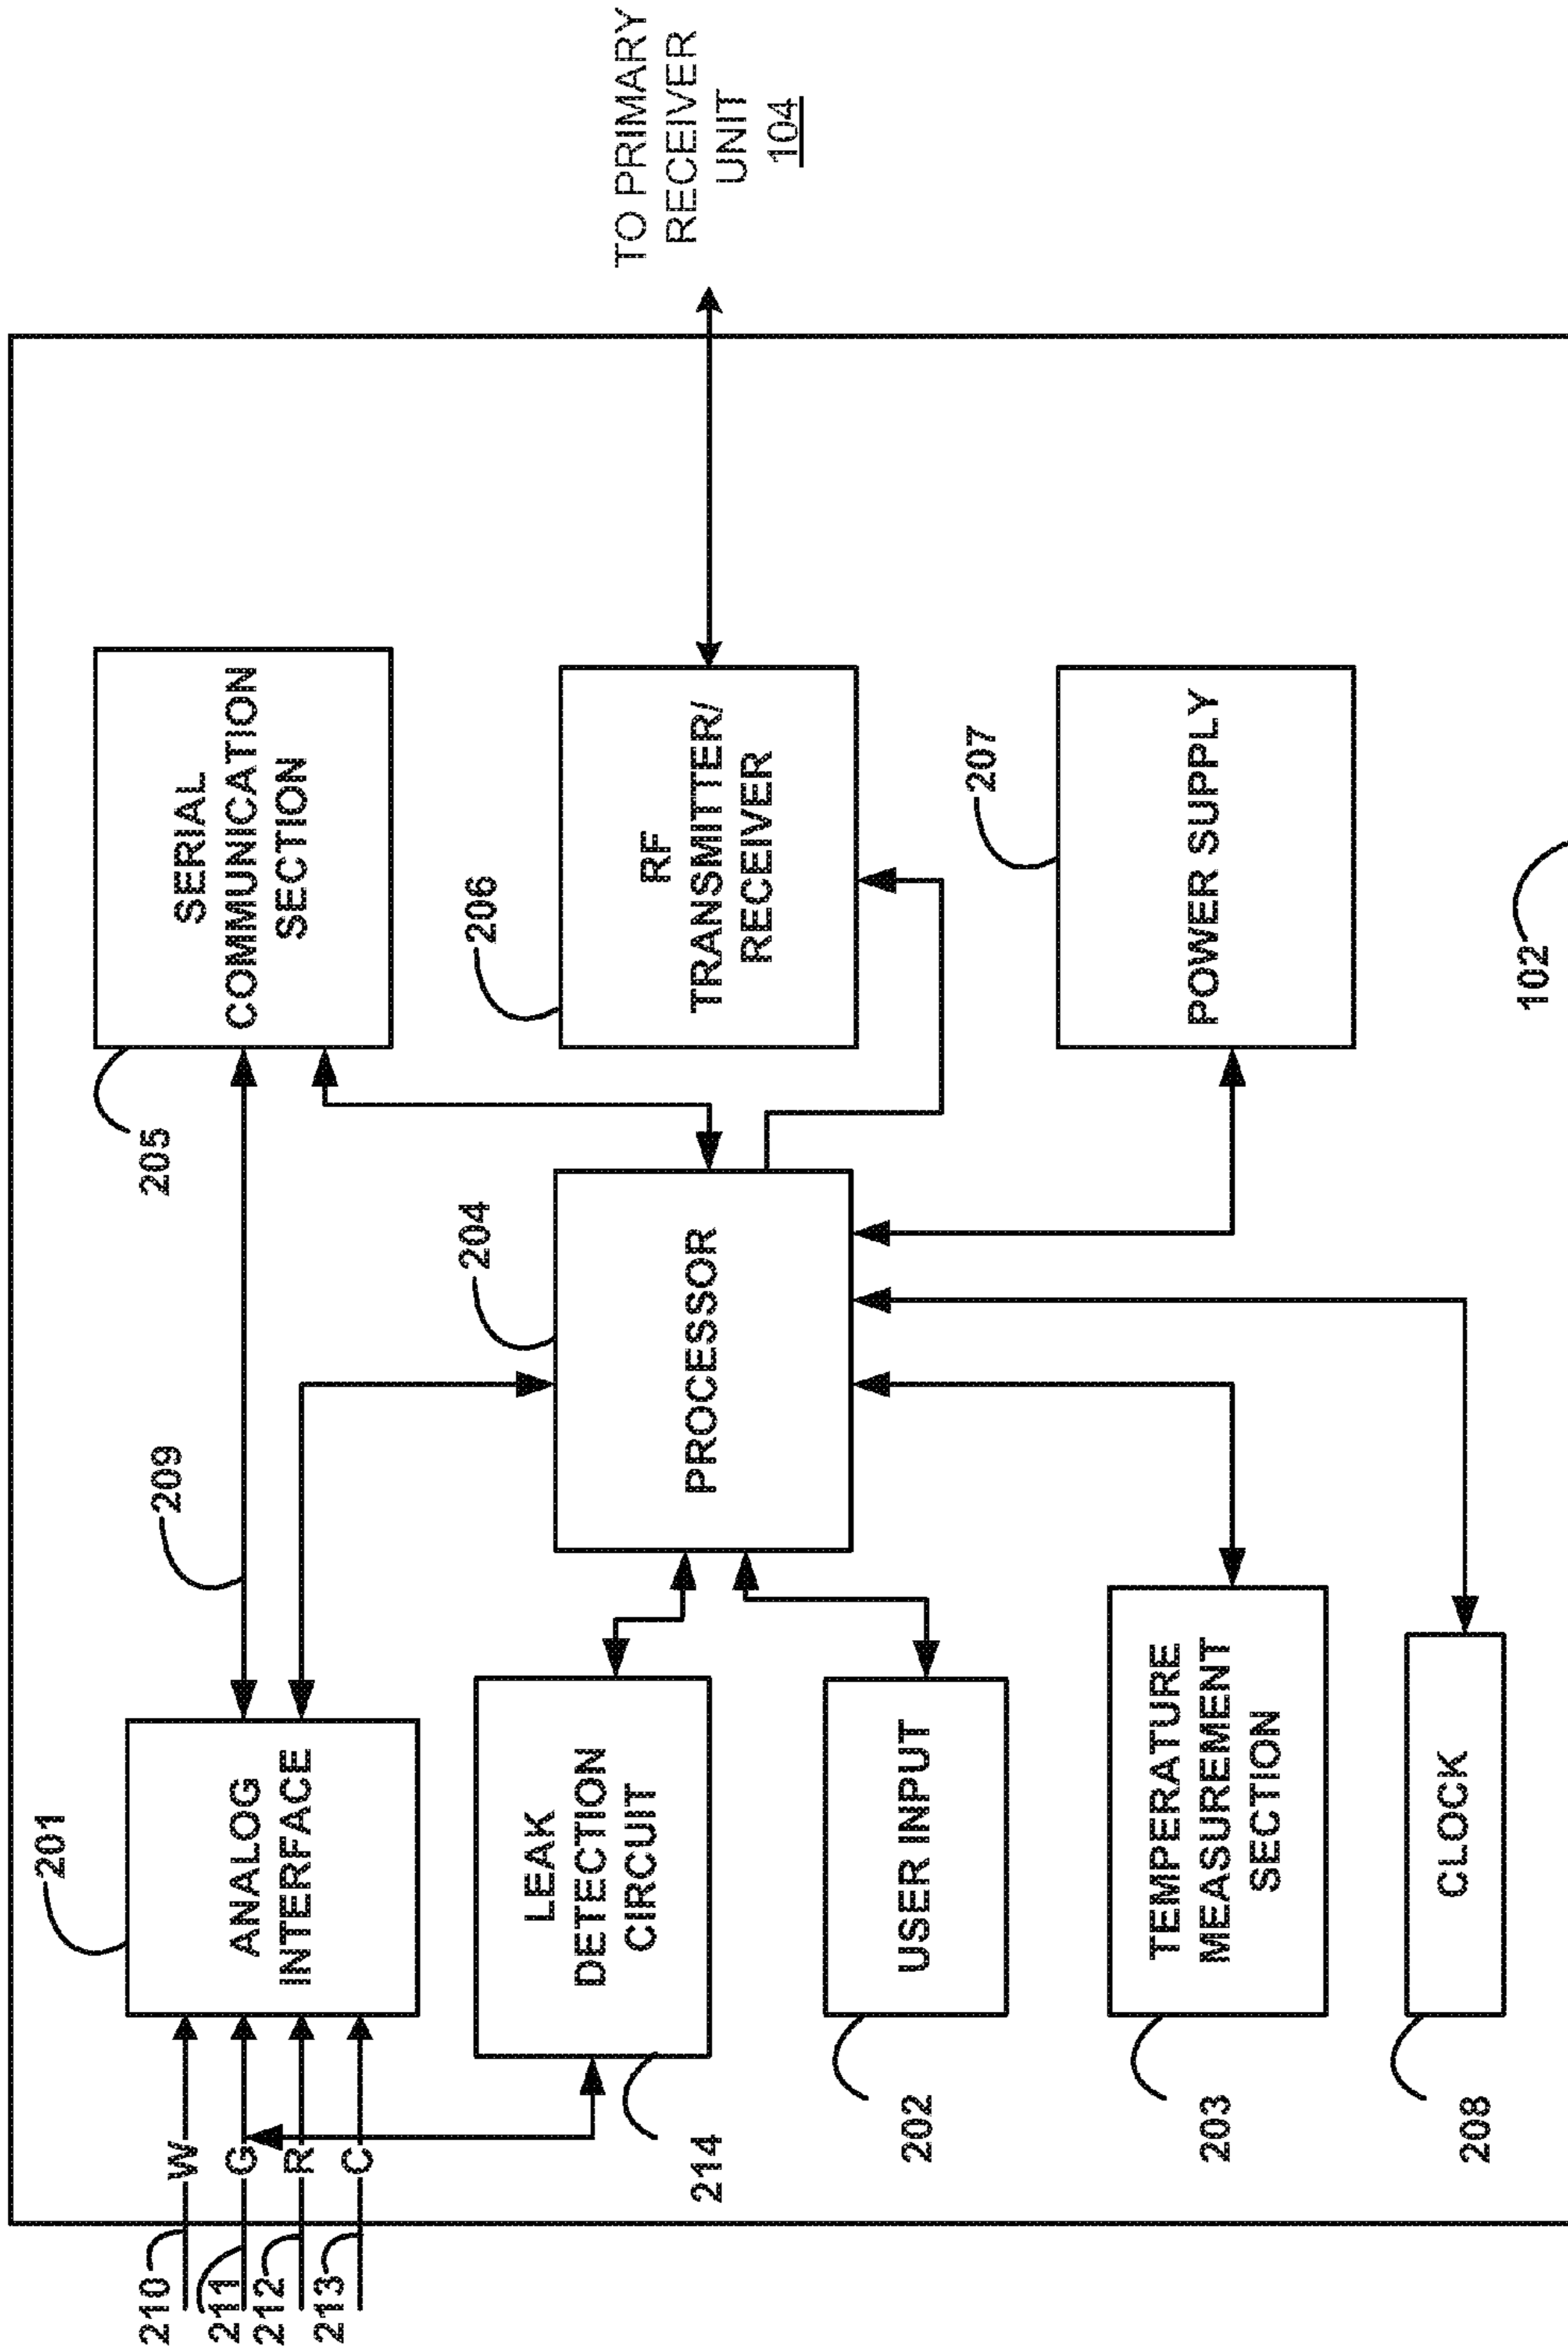 210
W
211
G
212
R
213
C
201
ANALOG
INTERFACE
209
205
SERIAL
COMMUNICATION
SECTION
214
LEAK
DETECTION
CIRCUIT
204
PROCESSOR
206
RF
TRANSMITTER/
RECEIVER
TO PRIMARY
RECEIVER
UNIT
104
202
USER INPUT
207
POWER SUPPLY
203
TEMPERATURE
MEASUREMENT
SECTION
208
CLOCK
102